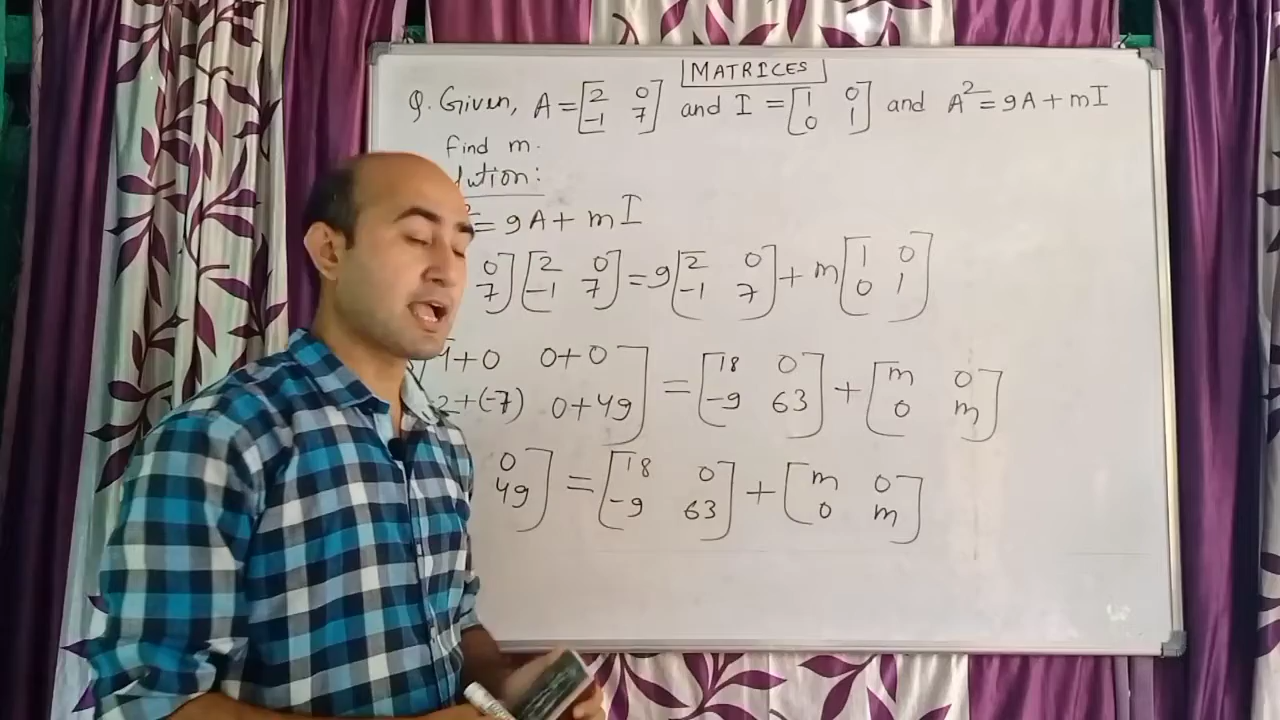 MATRICES
Q. Given, A = [2 0 -1 7] and I = [1 0 0 1] and A² = 9A + mI
find m.
lution:
²= 9A + mI
0 7] [2 0 -1 7] = 9 [2 0 -1 7] + m [1 0 0 1]
4+0 0+0 -2+(-7) 0+49] = [18 0 -9 63] + [m 0 0 m]
0 49] = [18 0 -9 63] + [m 0 0 m]